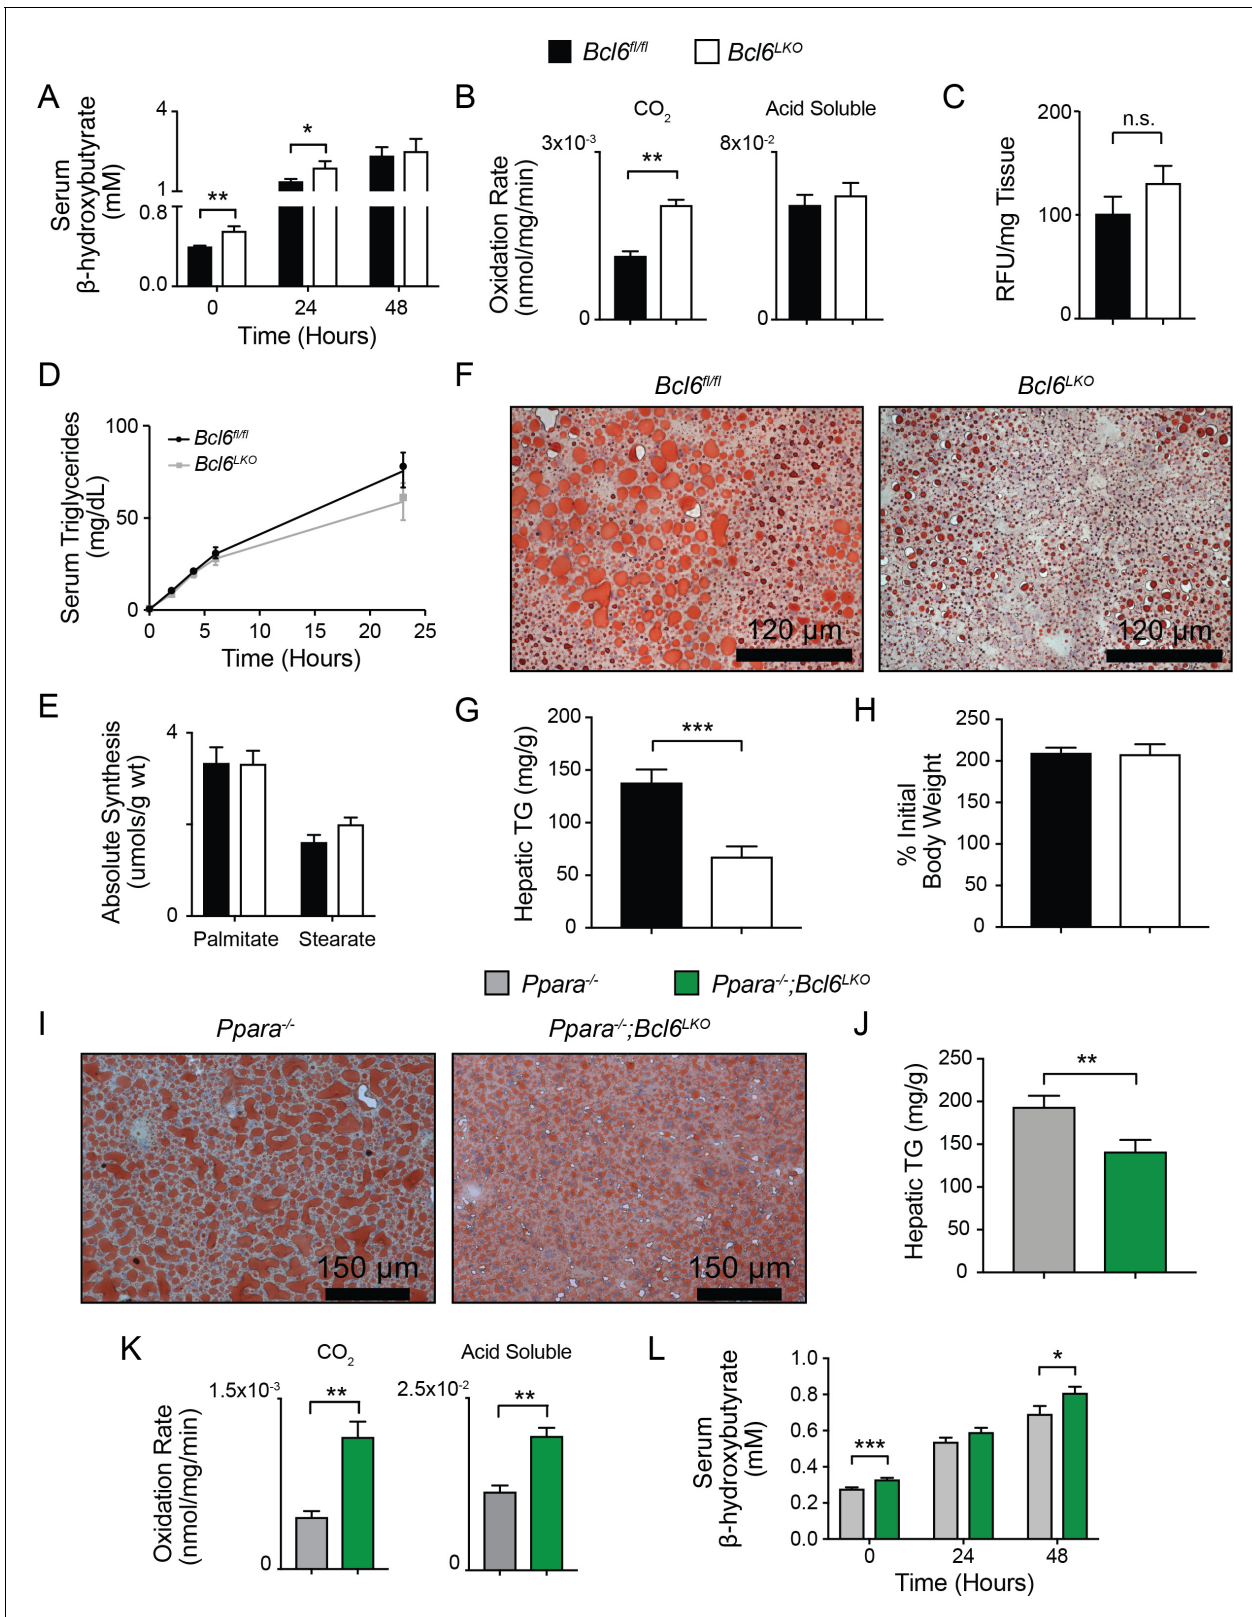 Bcl6fl/fl Bcl6LKO
A
Serum
β-hydroxybutyrate
(mM)
4
1
0.8
0.0
**
*
0 24 48
Time (Hours)
B
CO2 Acid Soluble
Oxidation Rate
(nmol/mg/min)
3x10-3
0
**
8x10-2
0
C
RFU/mg Tissue
200
100
0
n.s.
D
Serum Triglycerides
(mg/dL)
100
50
0
Bcl6fl/fl
Bcl6LKO
0 5 10 15 20 25
Time (Hours)
F
Bcl6fl/fl Bcl6LKO
120 µm 120 µm
E
Absolute Synthesis
(umols/g wt)
4
0
Palmitate Stearate
G
Hepatic TG (mg/g)
200
150
100
50
0
***
H
% Initial
Body Weight
250
200
150
100
50
0
Ppara-/- Ppara-/-;Bcl6LKO
I
Ppara-/- Ppara-/-;Bcl6LKO
150 µm 150 µm
J
Hepatic TG (mg/g)
250
200
150
100
50
0
**
K
CO2 Acid Soluble
Oxidation Rate
(nmol/mg/min)
1.5x10-3
0
**
2.5x10-2
0
**
L
Serum
β-hydroxybutyrate
(mM)
1.0
0.8
0.6
0.4
0.2
0.0
***
*
0 24 48
Time (Hours)